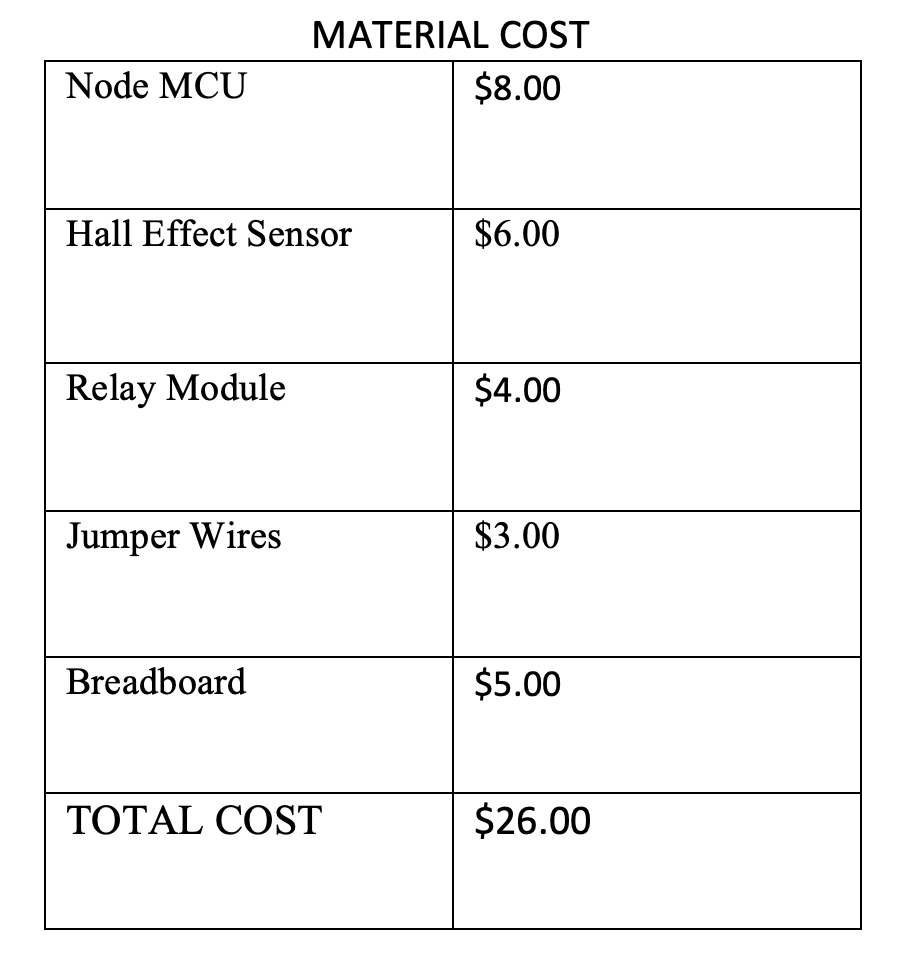 MATERIAL COST
Node MCU $8.00
Hall Effect Sensor $6.00
Relay Module $4.00
Jumper Wires $3.00
Breadboard $5.00
TOTAL COST $26.00